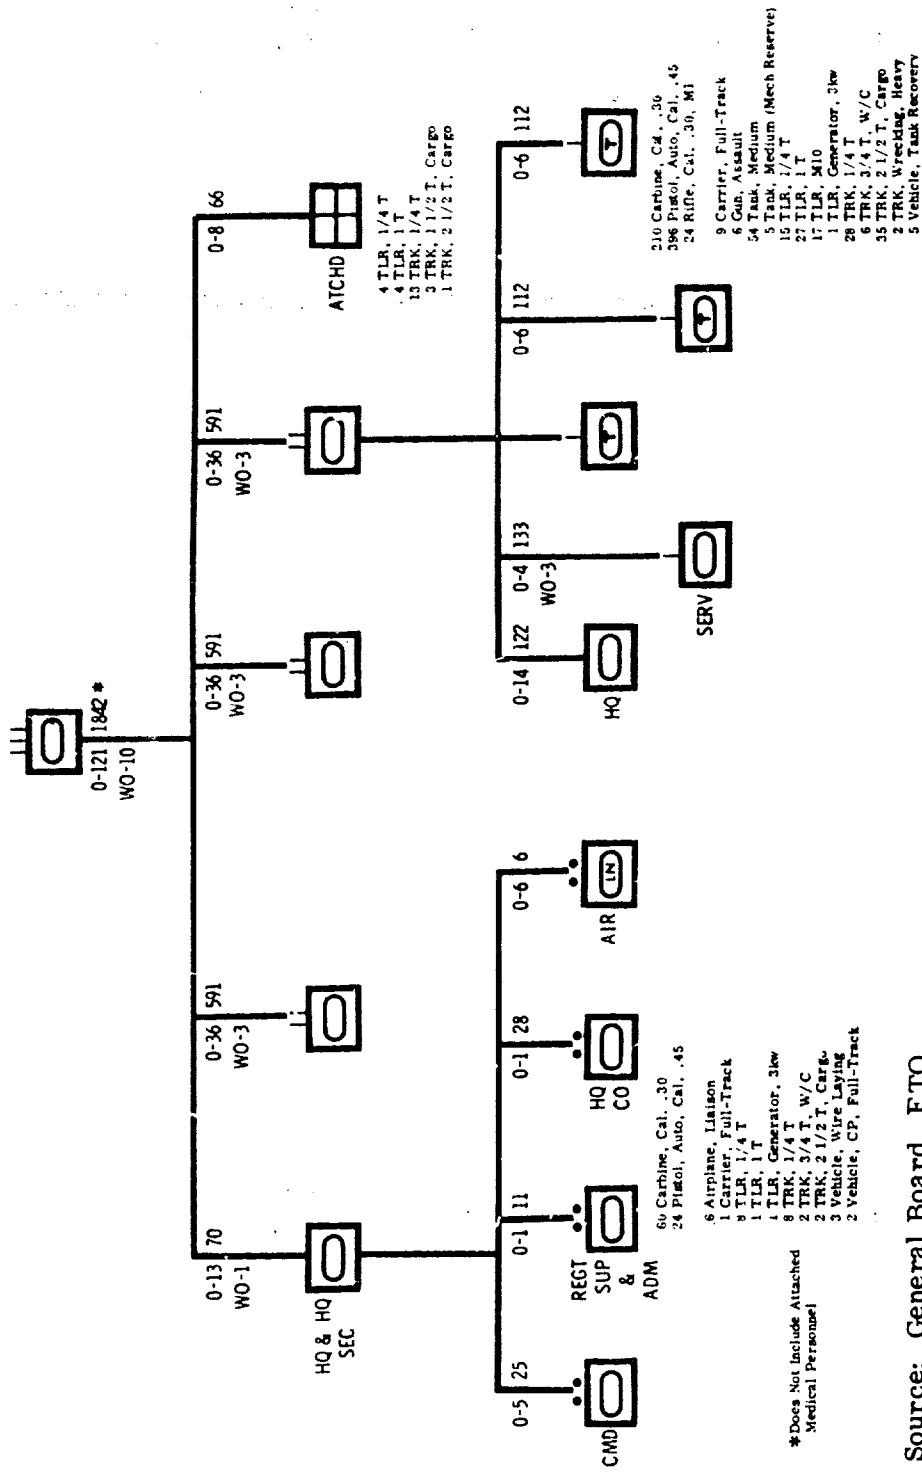 0-121 1842*
WO-10
0-13 70
WO-1
HQ & HQ
SEC
0-36 591
WO-3
0-36 591
WO-3
0-36 591
WO-3
0-8 66
ATCHD
4 TLR, 1/4 T
4 TLR, 1 T
13 TRK, 1/4 T
3 TRK, 1 1/2 T, Cargo
1 TRK, 2 1/2 T, Cargo
0-5 25
CMD
0-1 11
REGT
SUP
&
ADM
0-1 28
HQ
CO
0-6 6
AIR
LN
60 Carbine, Cal. .30
24 Pistol, Auto, Cal. .45
6 Airplane, Liaison
1 Carrier, Full-Track
8 TLR, 1/4 T
1 TLR, 1 T
1 TLR, Generator, 3kw
8 TRK, 1/4 T
2 TRK, 3/4 T, W/C
2 TRK, 2 1/2 T, Cargo
3 Vehicle, Wire Laying
2 Vehicle, CP, Full-Track
0-14 122
HQ
0-4 133
WO-3
SERV
T
0-6 112
T
0-6 112
T
210 Carbine, Cal. .30
396 Pistol, Auto, Cal. .45
24 Rifle, Cal. .30, M1
9 Carrier, Full-Track
6 Gun, Assault
54 Tank, Medium
5 Tank, Medium (Mech Reserve)
15 TLR, 1/4 T
27 TLR, 1 T
17 TLR, M10
1 TLR, Generator, 3kw
28 TRK, 1/4 T
6 TRK, 3/4 T, W/C
35 TRK, 2 1/2 T, Cargo
2 TRK, Wrecking, Heavy
5 Vehicle, Tank Recovery
*Does Not Include Attached
Medical Personnel
Source: General Board, ETO